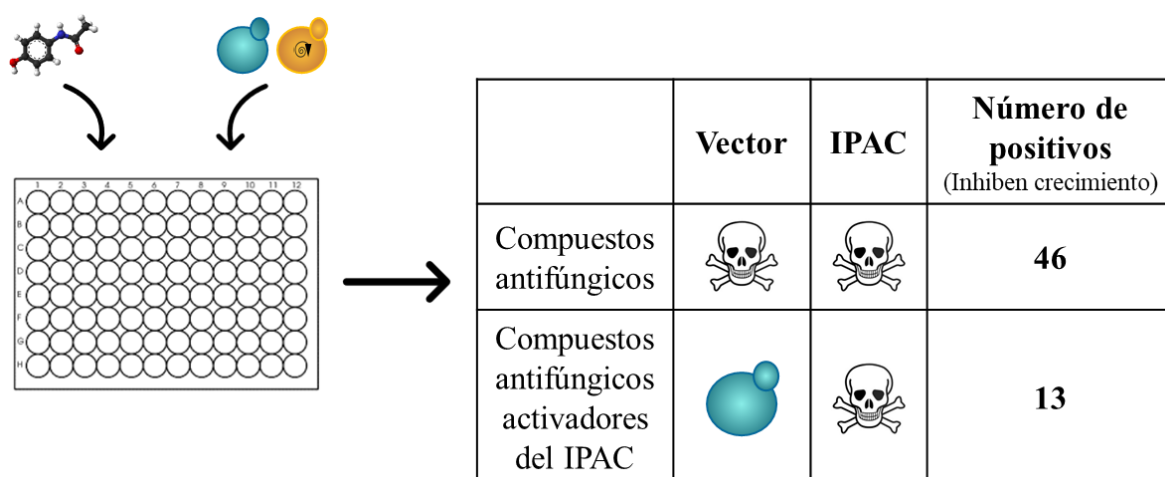 1 2 3 4 5 6 7 8 9 10 11 12
A
B
C
D
E
F
G
H
Vector
IPAC
Número de
positivos
(Inhiben crecimiento)
Compuestos
antifúngicos
46
Compuestos
antifúngicos
activadores
del IPAC
13